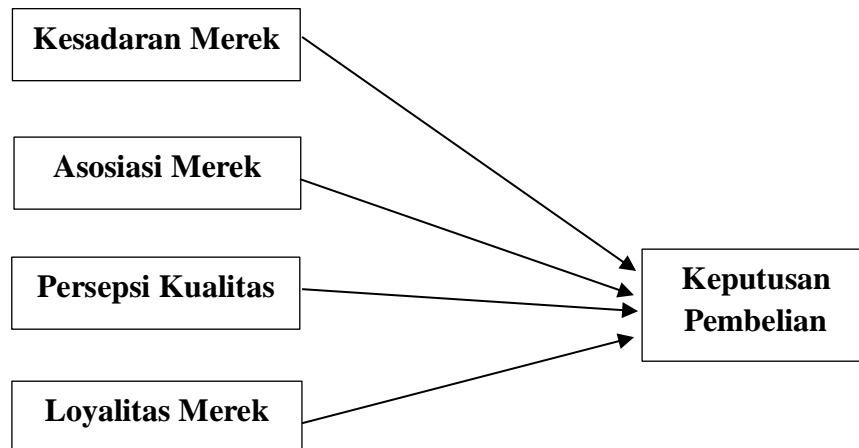 Kesadaran Merek
Asosiasi Merek
Persepsi Kualitas
Loyalitas Merek
Keputusan
Pembelian